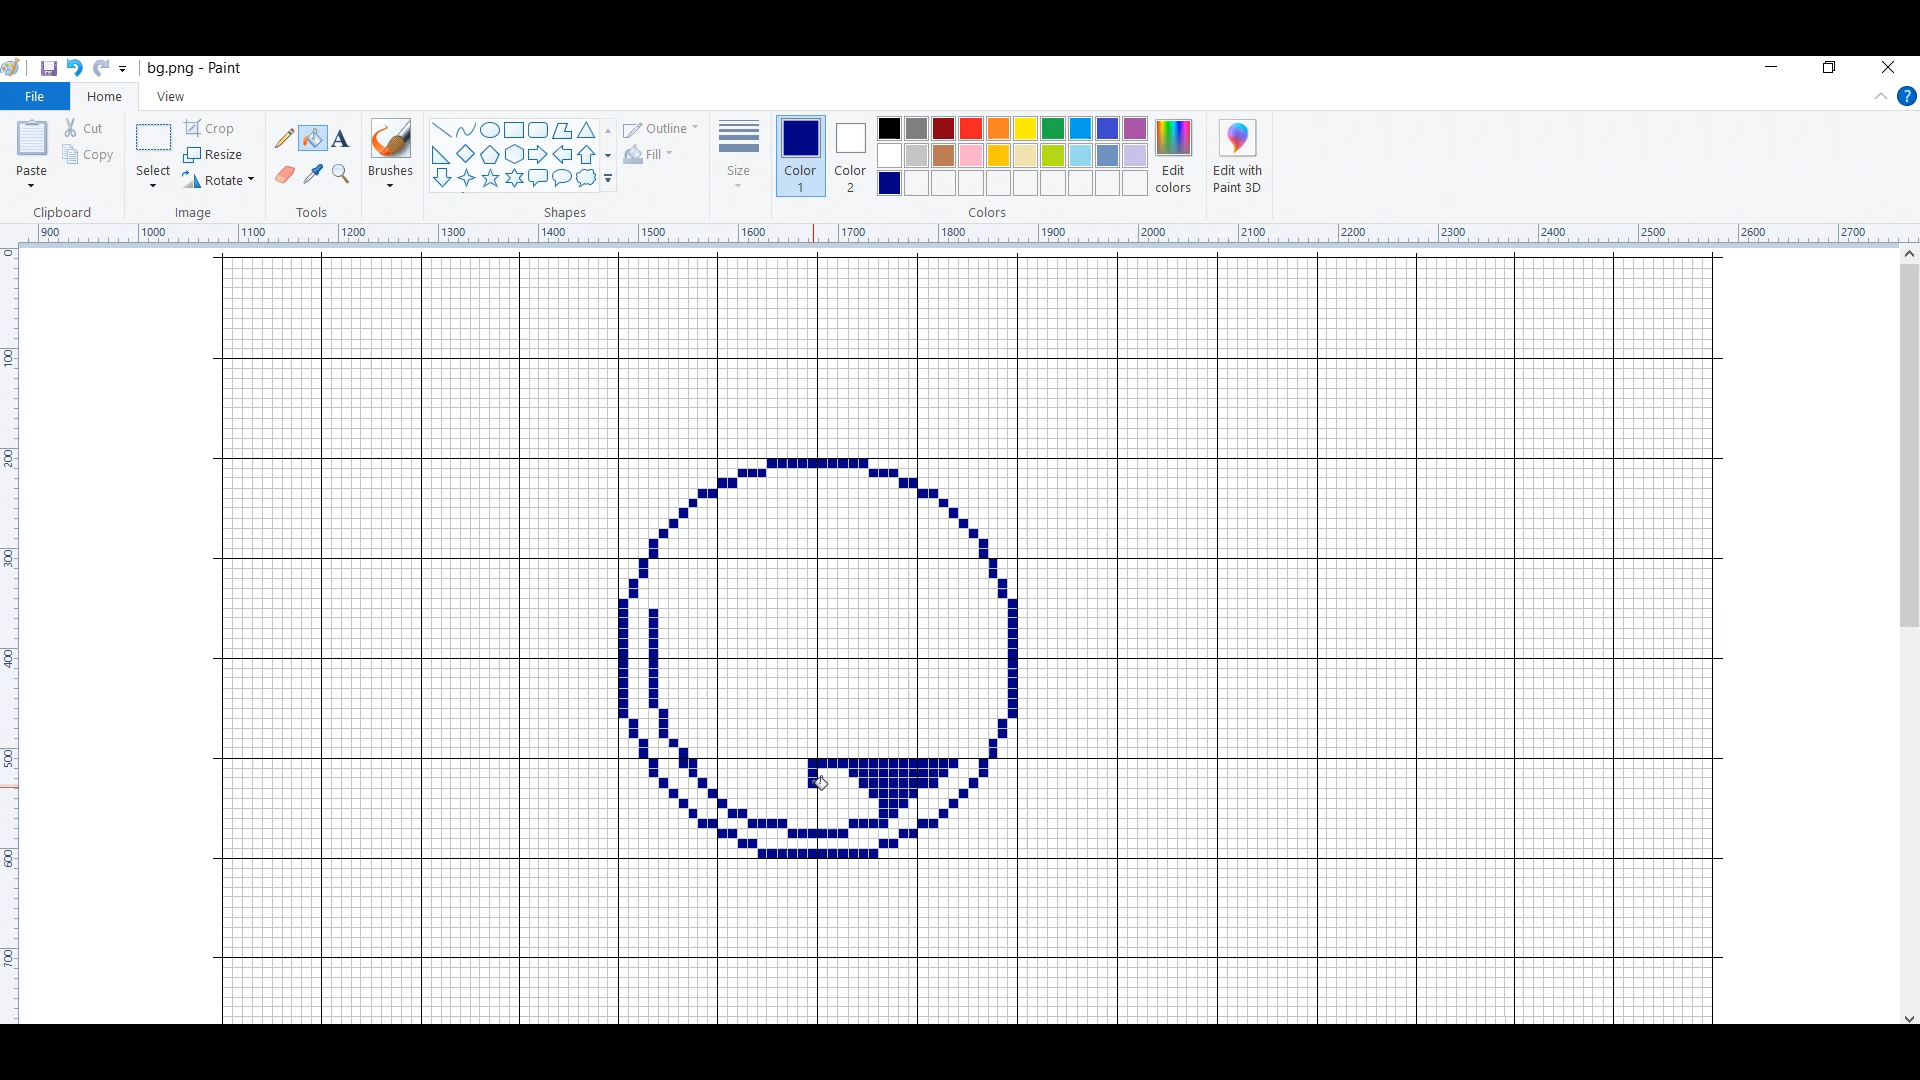 bg.png - Paint
File Home View ?
Paste
Cut
Copy
Clipboard
Select
Crop
Resize
Rotate
Image
A
Tools
Brushes
Outline
Fill
Shapes
Size
Color
1
Color
2
Colors
Edit
colors
Edit with
Paint 3D
900 1000 1100 1200 1300 1400 1500 1600 1700 1800 1900 2000 2100 2200 2300 2400 2500 2600 2700
0
100
200
300
400
500
600
700